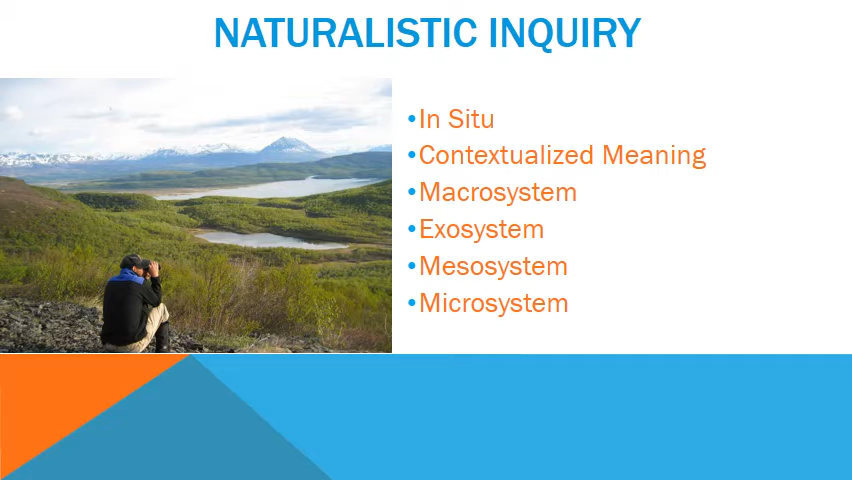 NATURALISTIC INQUIRY
•In Situ
•Contextualized Meaning
•Macrosystem
•Exosystem
•Mesosystem
•Microsystem